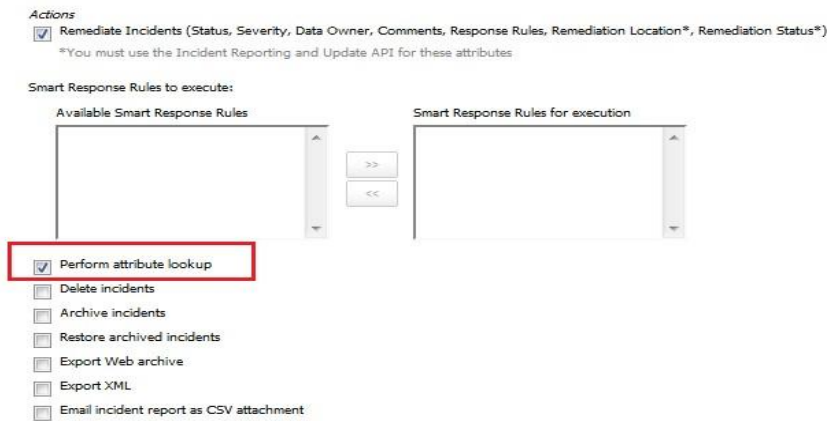 Actions
Remediate Incidents (Status, Severity, Data Owner, Comments, Response Rules, Remediation Location*, Remediation Status*)
*You must use the Incident Reporting and Update API for these attributes
Smart Response Rules to execute:
Available Smart Response Rules
Smart Response Rules for execution
>>
<<
Perform attribute lookup
Delete incidents
Archive incidents
Restore archived incidents
Export Web archive
Export XML
Email incident report as CSV attachment